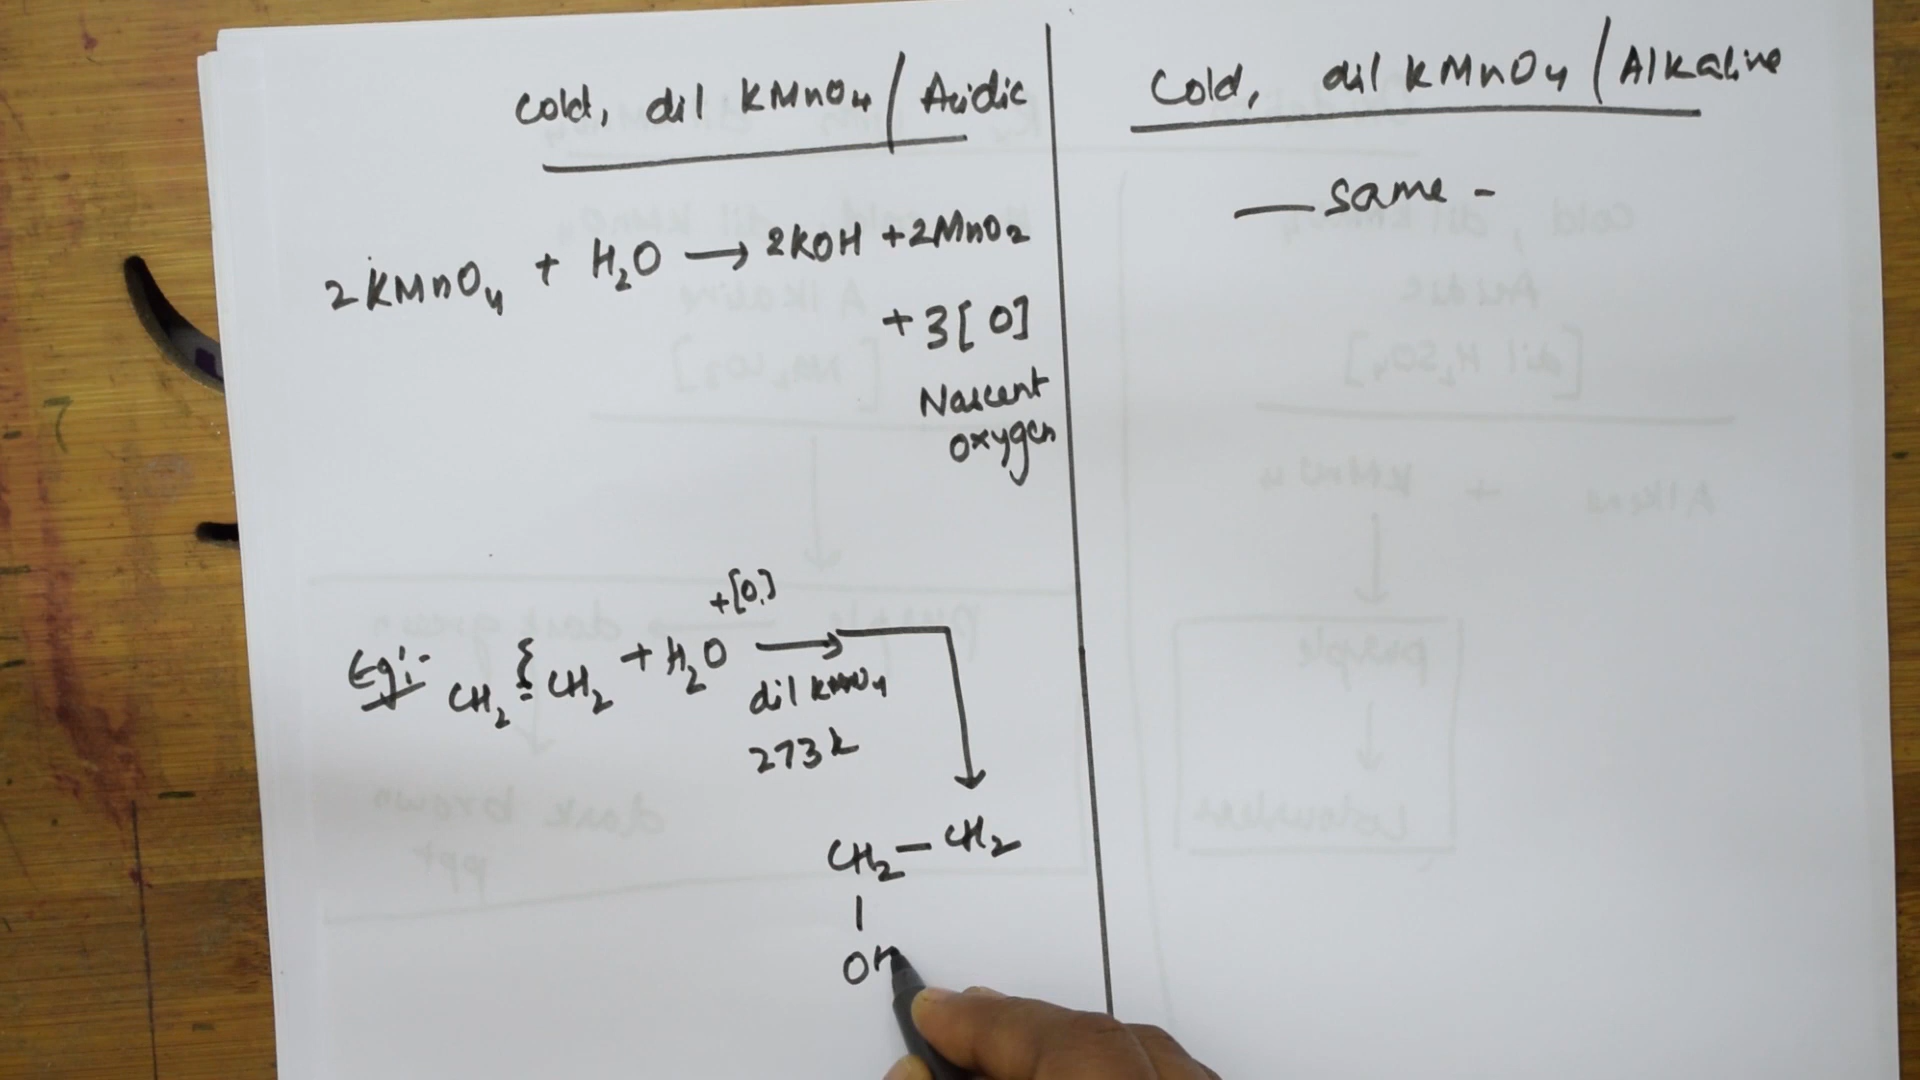 cold, dil KMnO4 / Acidic
2KMnO4 + H2O → 2KOH + 2MnO2
+ 3[O]
Nascent
oxygen
Eg:- CH2 = CH2 + H2O +[O] →
dil KMnO4
273k
CH2 – CH2
|
OH
Cold, dil KMnO4 / Alkaline
— same -